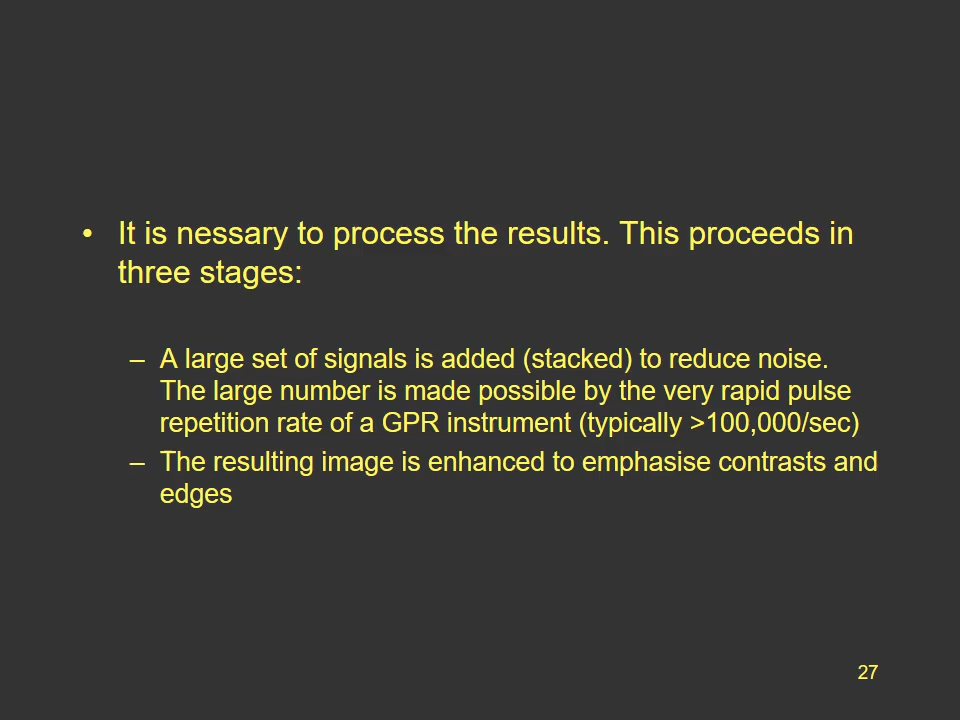 • It is nessary to process the results. This proceeds in
three stages:
– A large set of signals is added (stacked) to reduce noise.
The large number is made possible by the very rapid pulse
repetition rate of a GPR instrument (typically >100,000/sec)
– The resulting image is enhanced to emphasise contrasts and
edges
27